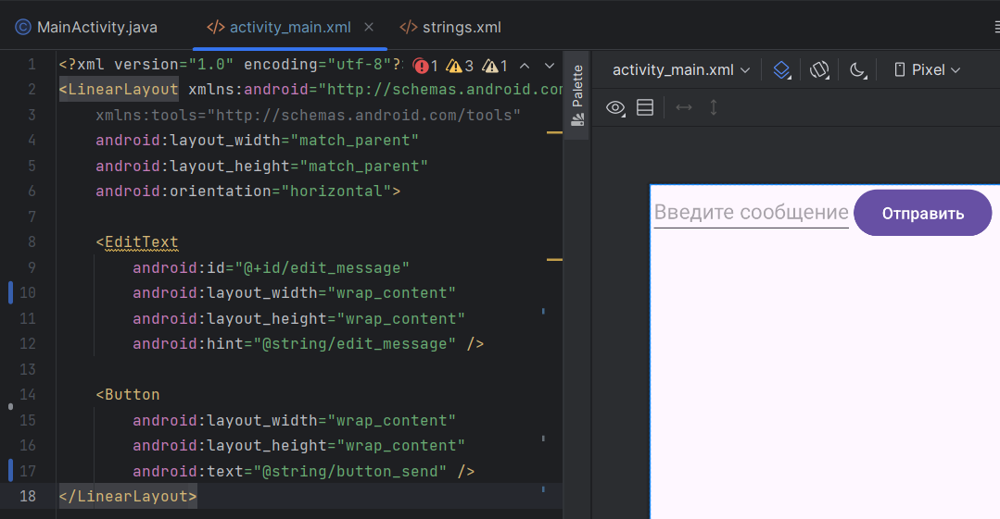 MainActivity.java
activity_main.xml
strings.xml
1 <?xml version="1.0" encoding="utf-8"?> 1 3 1
2 <LinearLayout xmlns:android="http://schemas.android.com
3 xmlns:tools="http://schemas.android.com/tools"
4 android:layout_width="match_parent"
5 android:layout_height="match_parent"
6 android:orientation="horizontal">
7
8 <EditText
9 android:id="@+id/edit_message"
10 android:layout_width="wrap_content"
11 android:layout_height="wrap_content"
12 android:hint="@string/edit_message" />
13
14 <Button
15 android:layout_width="wrap_content"
16 android:layout_height="wrap_content"
17 android:text="@string/button_send" />
18 </LinearLayout>
Palette
activity_main.xml
Pixel
Введите сообщение
Отправить